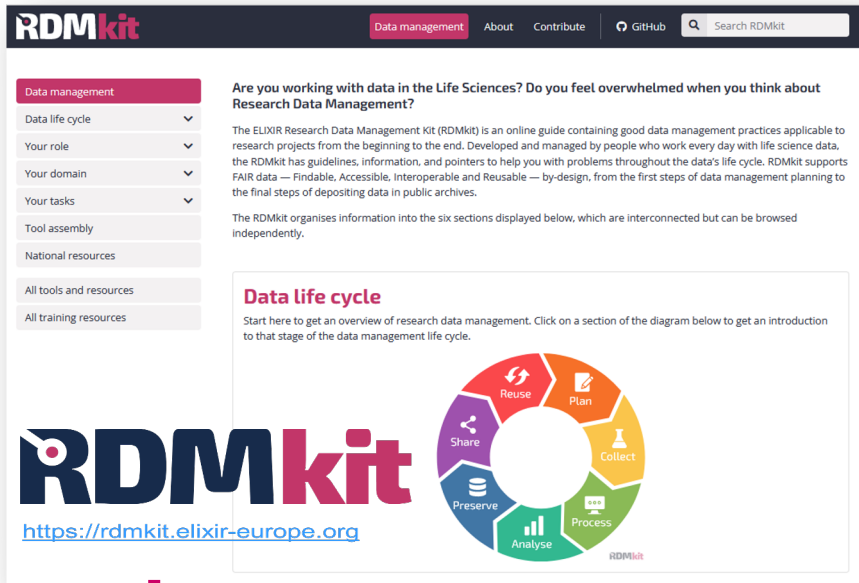 RDMkit
Data management
About
Contribute
GitHub
Search RDMkit
Data management
Data life cycle
Your role
Your domain
Your tasks
Tool assembly
National resources
All tools and resources
All training resources
Are you working with data in the Life Sciences? Do you feel overwhelmed when you think about
Research Data Management?
The ELIXIR Research Data Management Kit (RDMkit) is an online guide containing good data management practices applicable to
research projects from the beginning to the end. Developed and managed by people who work every day with life science data,
the RDMkit has guidelines, information, and pointers to help you with problems throughout the data's life cycle. RDMkit supports
FAIR data — Findable, Accessible, Interoperable and Reusable — by-design, from the first steps of data management planning to
the final steps of depositing data in public archives.
The RDMkit organises information into the six sections displayed below, which are interconnected but can be browsed
independently.
Data life cycle
Start here to get an overview of research data management. Click on a section of the diagram below to get an introduction
to that stage of the data management life cycle.
Reuse
Plan
Share
Collect
Preserve
Process
Analyse
RDMkit
RDMkit
https://rdmkit.elixir-europe.org